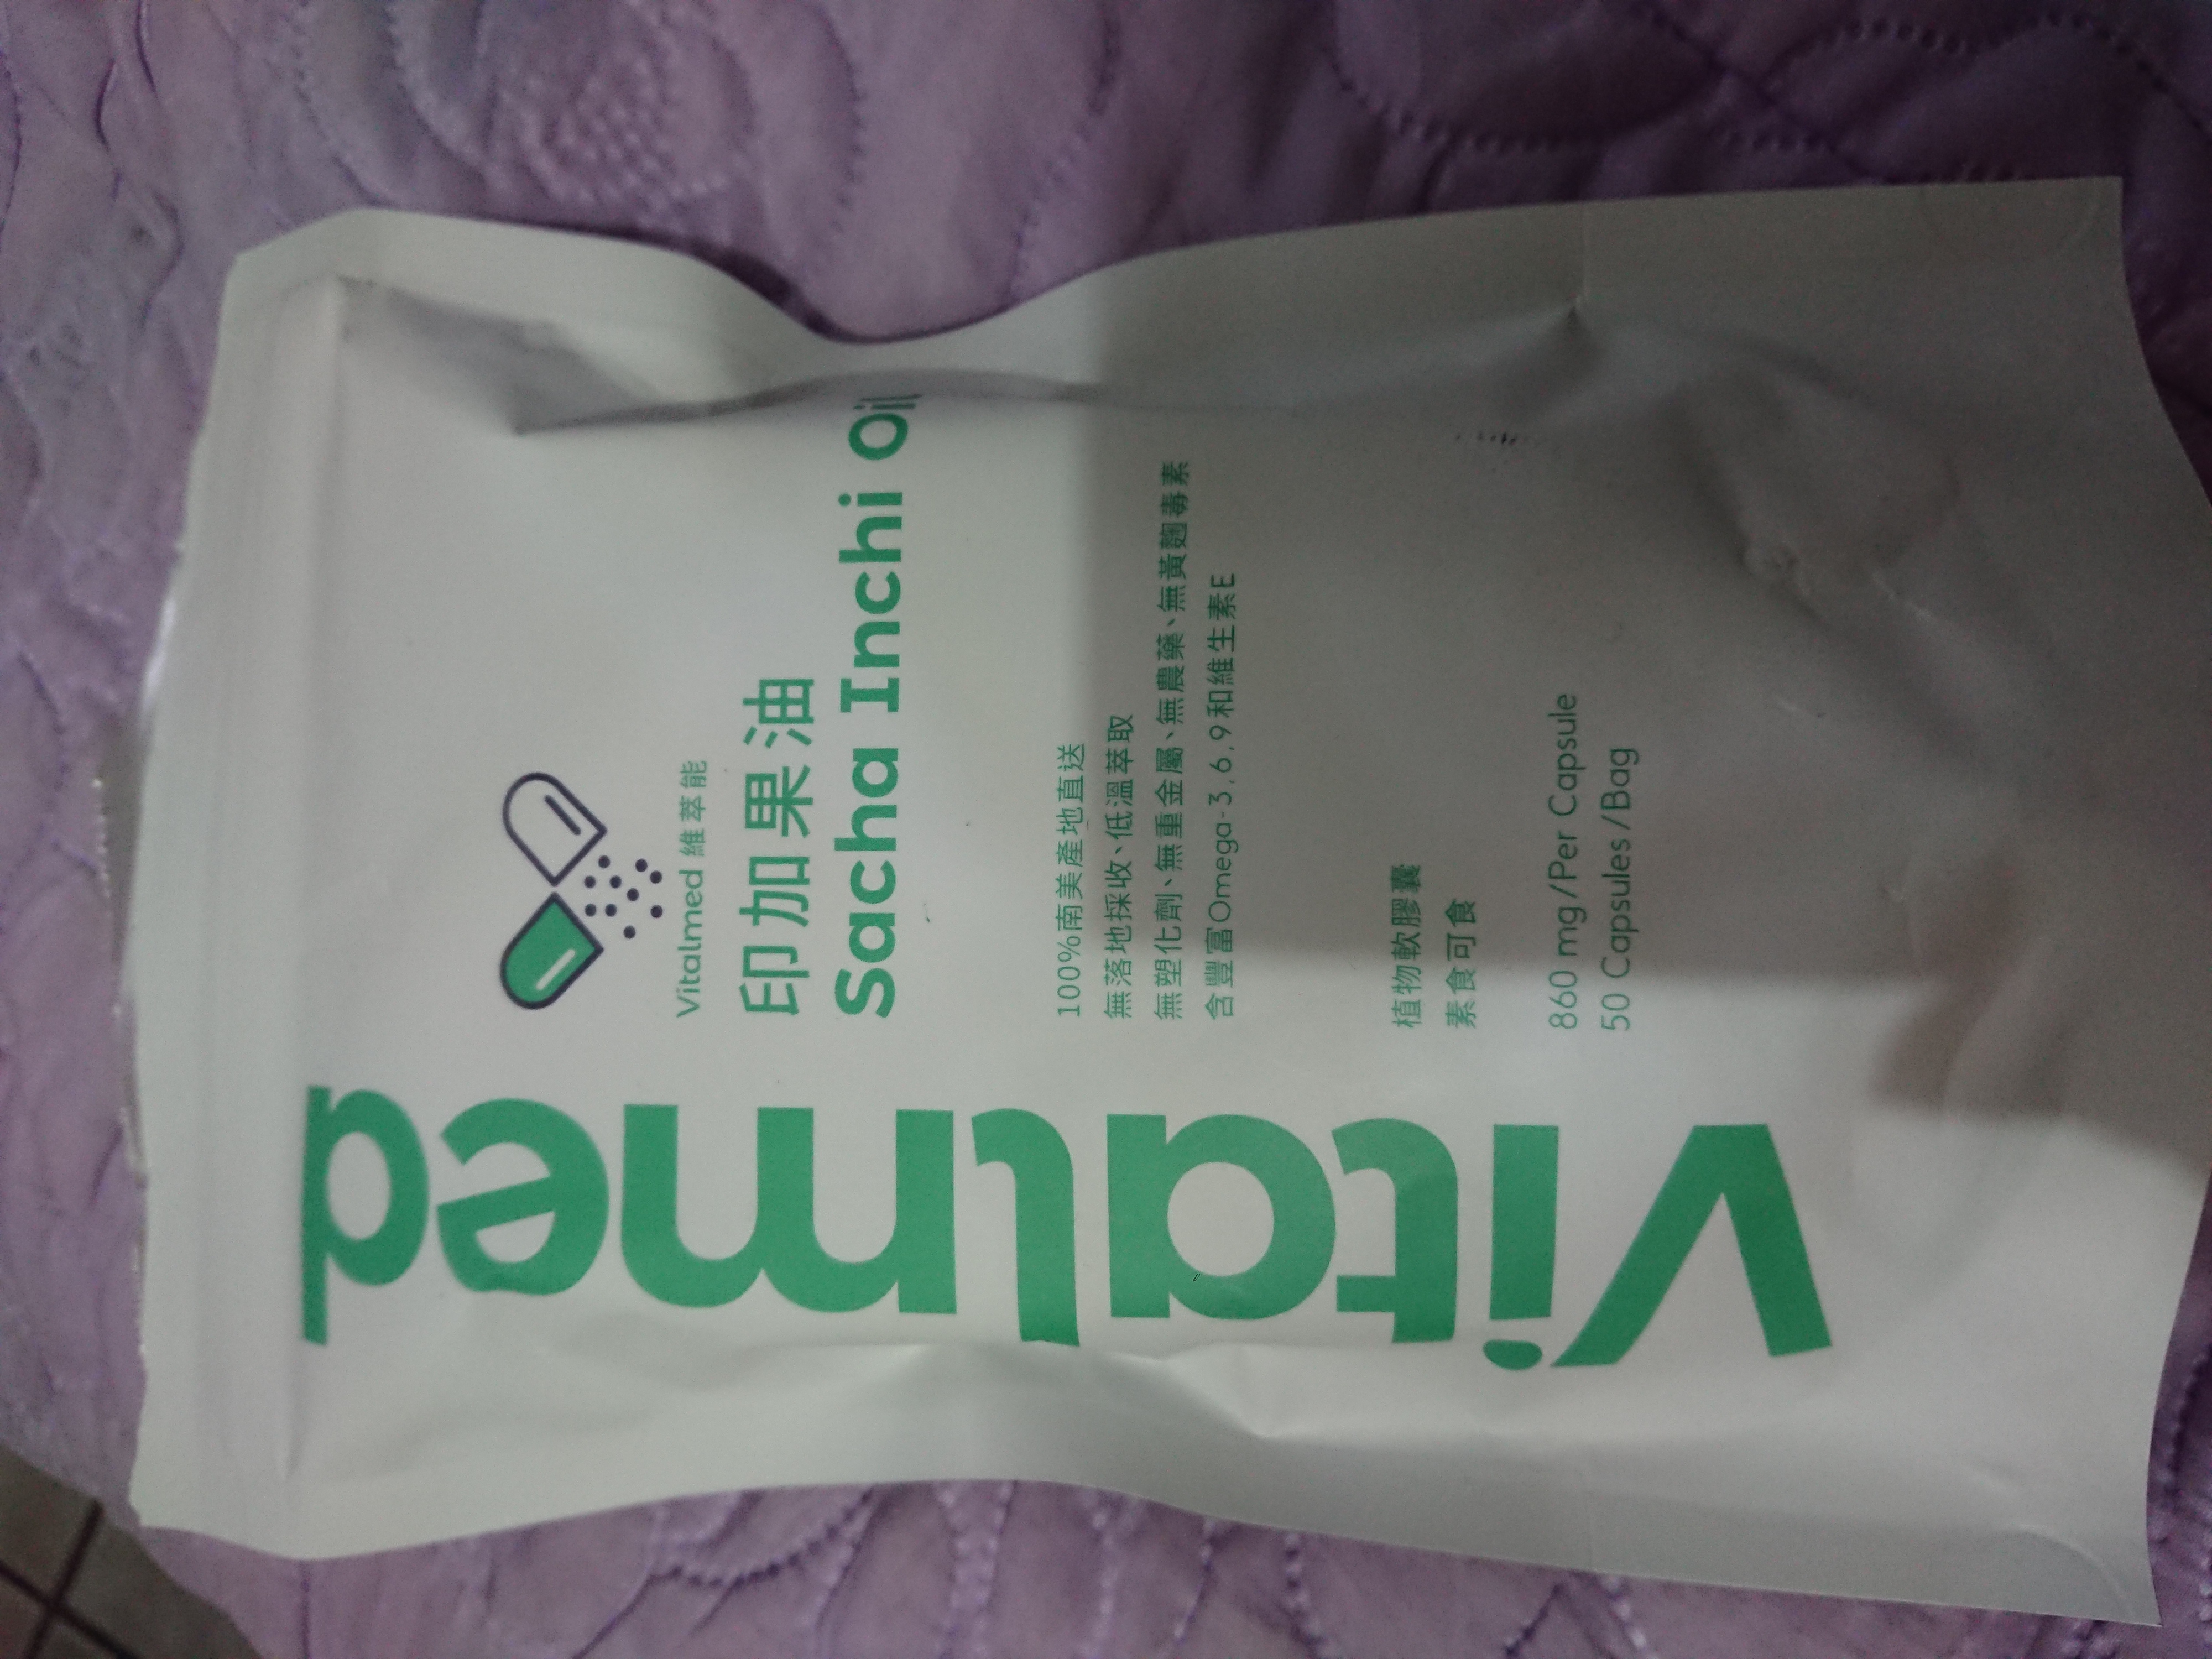 Vitalmed 維萃能
印加果油
Sacha Inchi Oil
100%南美產地直送
無落地採收、低溫萃取
無塑化劑、無重金屬、無農藥、無黃麴毒素
含豐富Omega-3,6,9和維生素E
植物軟膠囊
素食可食
860 mg/Per Capsule
50 Capsules/Bag
vitalmed